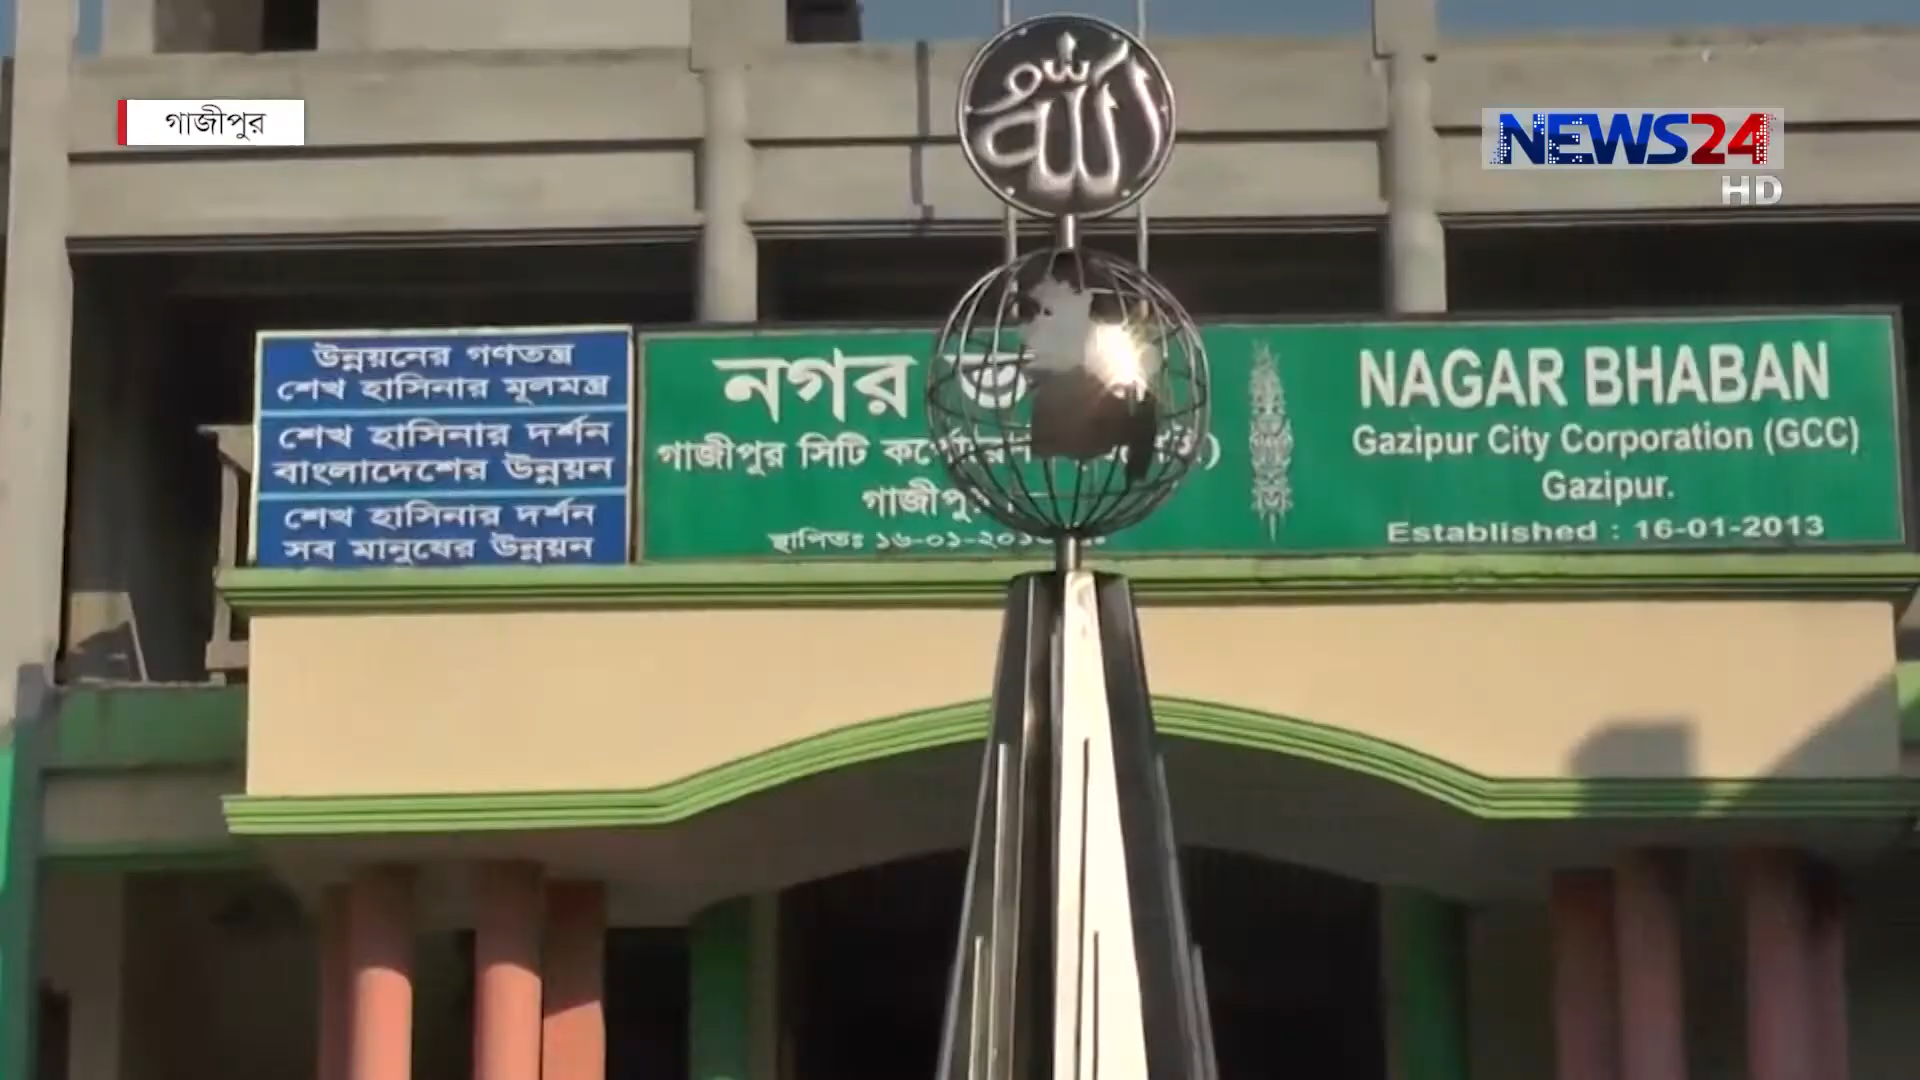 গাজীপুর
NEWS24
HD
الله
উন্নয়নের গণতন্ত্র
শেখ হাসিনার মূলমন্ত্র
শেখ হাসিনার দর্শন
বাংলাদেশের উন্নয়ন
শেখ হাসিনার দর্শন
সব মানুষের উন্নয়ন
নগর
গাজীপুর সিটি
গাজীপুর
স্থাপিতঃ
NAGAR BHABAN
Gazipur City Corporation (GCC)
Gazipur.
Established : 16-01-2013